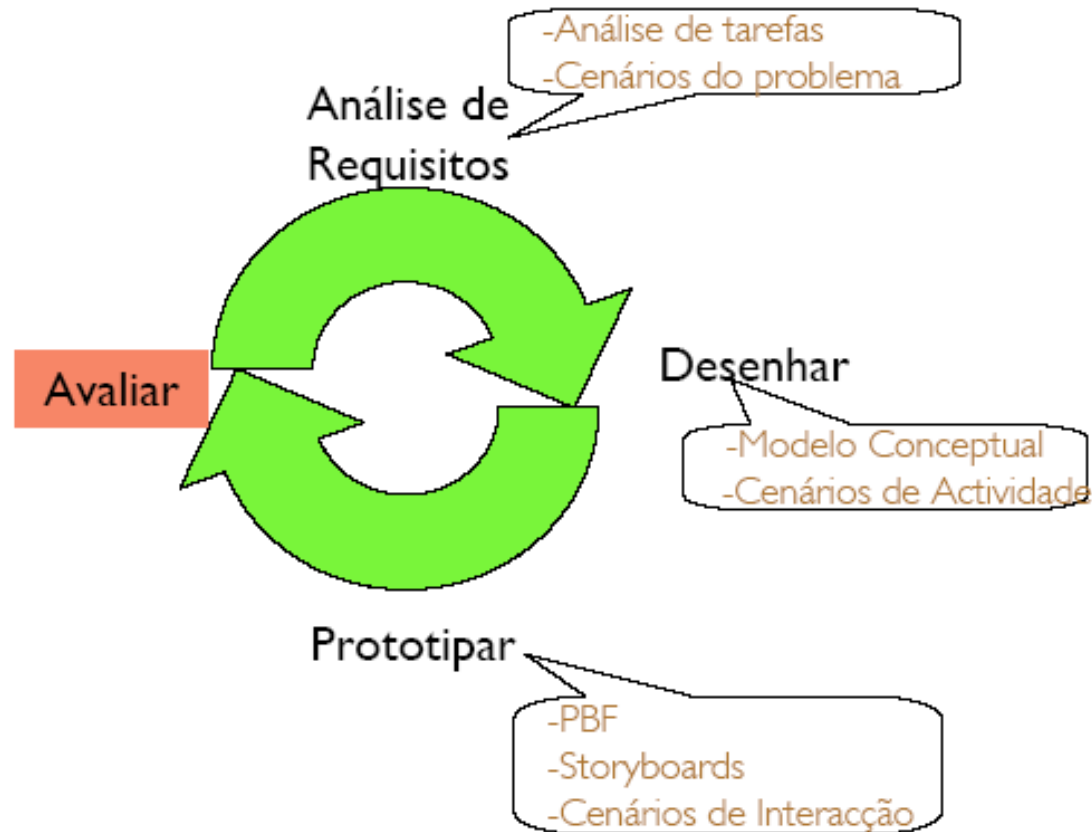 -Análise de tarefas
-Cenários do problema
Análise de
Requisitos
Avaliar
Desenhar
-Modelo Conceptual
-Cenários de Actividade
Prototipar
-PBF
-Storyboards
-Cenários de Interacção